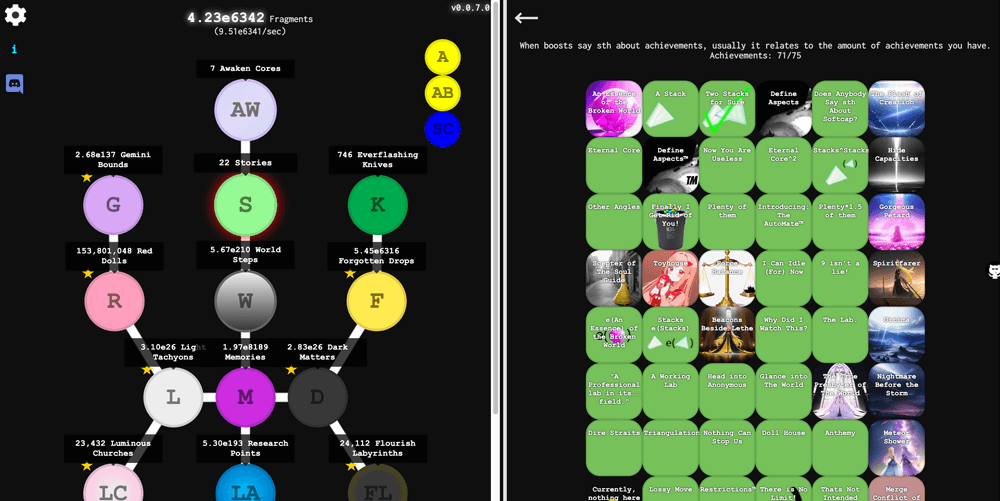 v0.0.7.0
4.23e6342 Fragments
(9.51e6341/sec)
i
A
7 Awaken Cores
AB
AW
SC
2.68e137 Gemini
Bounds
22 Stories
746 Everflashing
Knives
G
S
K
153,801,048 Red
Dolls
5.67e210 World
Steps
5.45e6316
Forgotten Drops
R
W
F
3.10e26 Light
Tachyons
1.97e8189
Memories
2.83e26 Dark
Matters
L
M
D
23,432 Luminous
Churches
5.30e193 Research
Points
24,112 Flourish
Labyrinths
LC
LA
FL
When boosts say sth about achievements, usually it relates to the amount of achievements you have.
Achievements: 71/75
An Essence
of the
Broken World
A Stack
Two Stacks
for Sure
Define
Aspects
Does Anybody
Say sth
About
Softcap?
The Flash of
Creation
Eternal Core
Define
Aspects™
TM
Now You Are
Useless
Eternal
Core^2
Stacks^Stacks
Hide
Capacities
Other Angles
Finally I
Get Rid of
You!
Plenty of
them
Introducing:
The
AutoMate™
Plenty*1.5
of them
Gorgeous
Petard
Scepter of
The Soul
Guide
Toyhouse
Force
Balance
I Can Idle
(For) Now
9 isn't a
lie!
Spiritfarer
e(An
Essence) of
the Broken
World
Stacks
e(Stacks)
e( )
Beacons
Beside Lethe
Why Did I
Watch This?
The Lab.
Ultima
"A
Professional
lab in its
field."
A Working
Lab
Head into
Anonymous
Glance into
The World
The True
Presbyter of
The World
Nightmare
Before the
Storm
Dire Straits
Triangulation
Nothing Can
Stop Us
Doll House
Anthemy
Meteor
Shower
Currently,
nothing here
Lossy Move
Restrictions™
There is No
Limit!
Thats Not
Intended
Merge
Conflict of